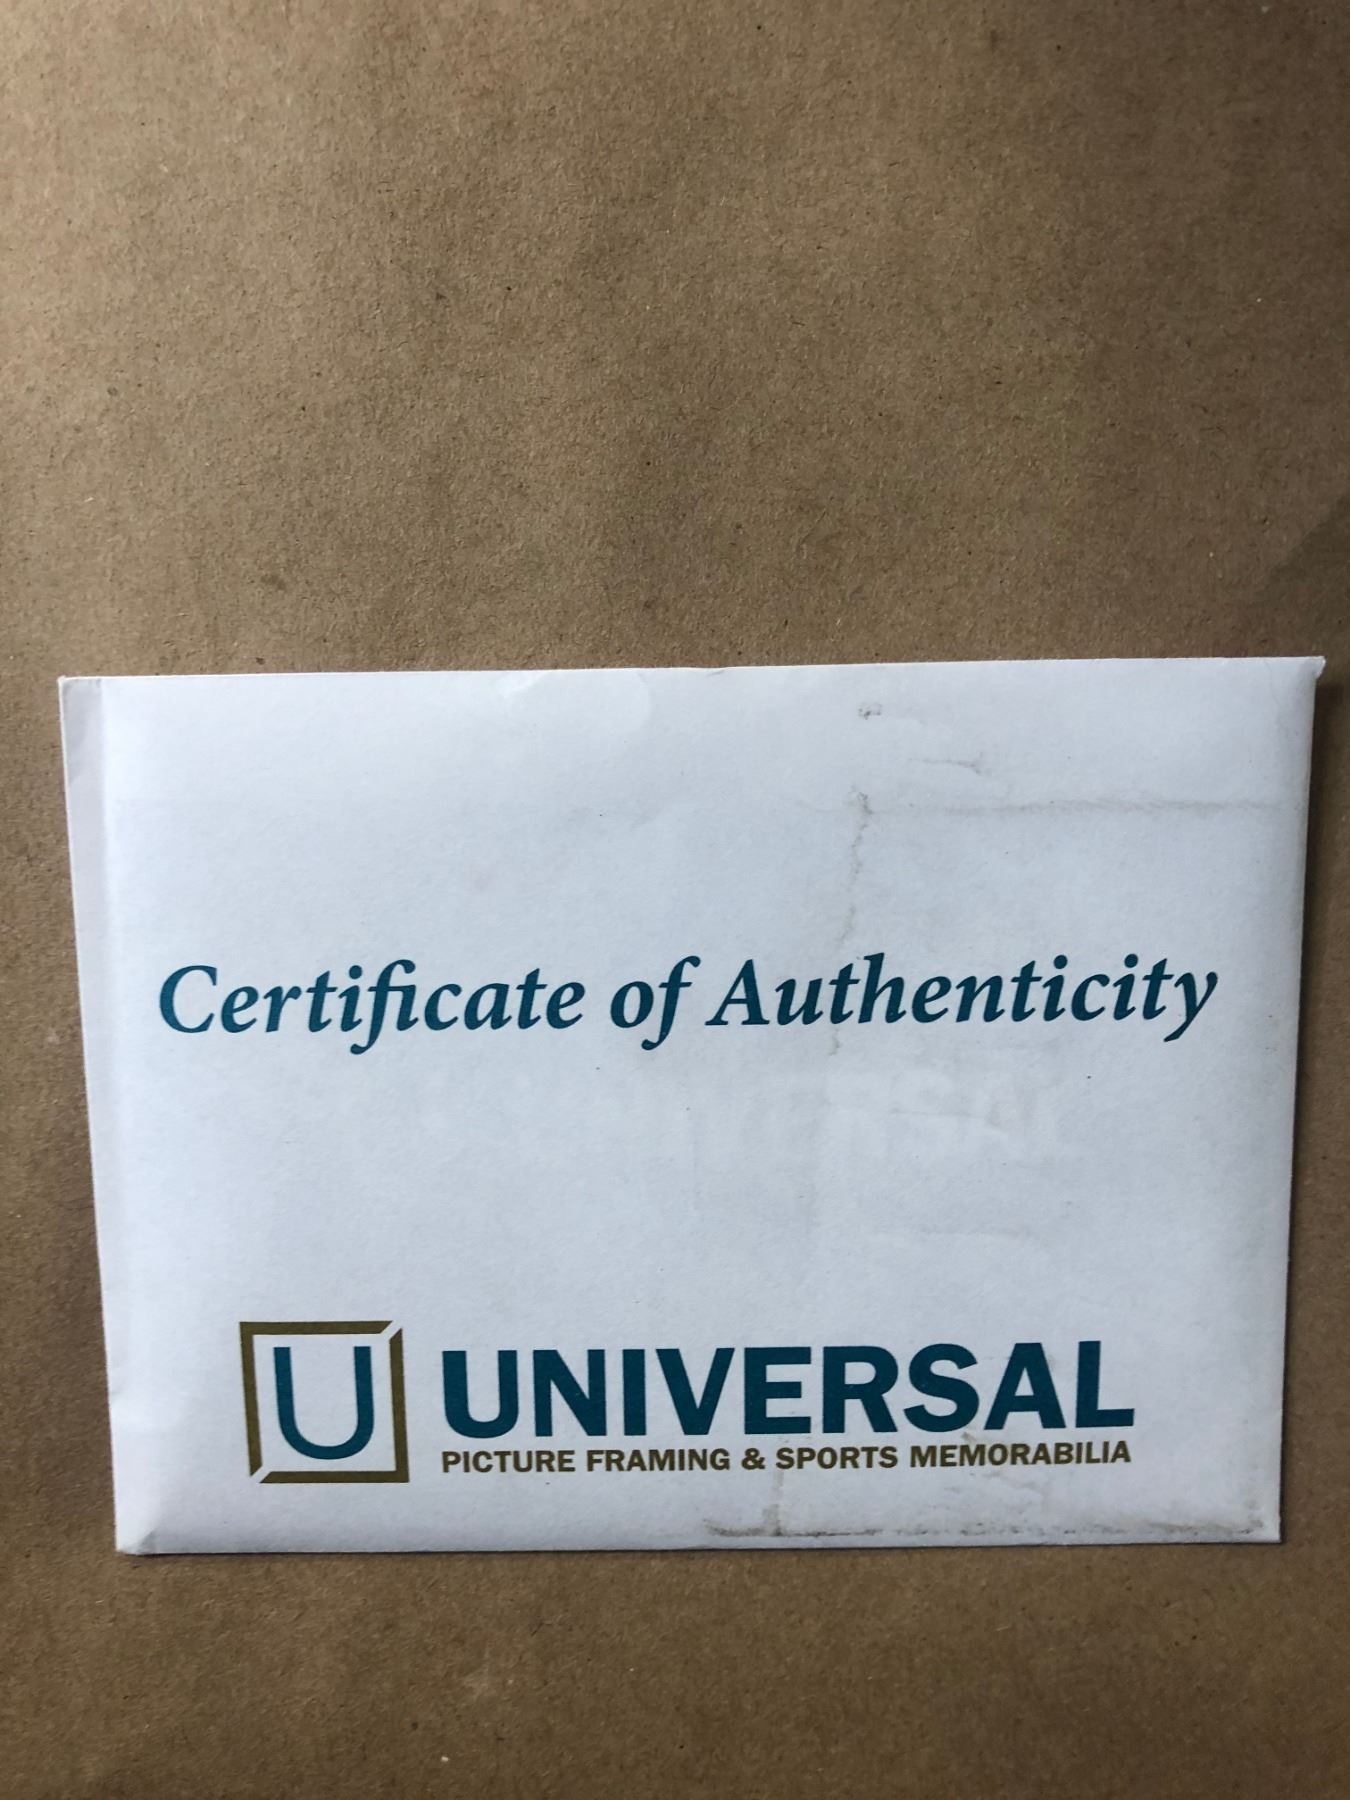 Certificate of Authenticity
U UNIVERSAL
PICTURE FRAMING & SPORTS MEMORABILIA